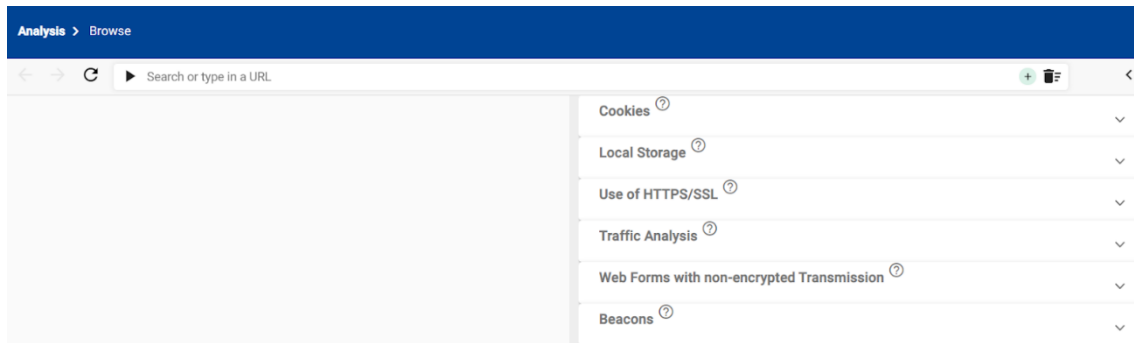 Analysis > Browse
Search or type in a URL
Cookies ?
Local Storage ?
Use of HTTPS/SSL ?
Traffic Analysis ?
Web Forms with non-encrypted Transmission ?
Beacons ?